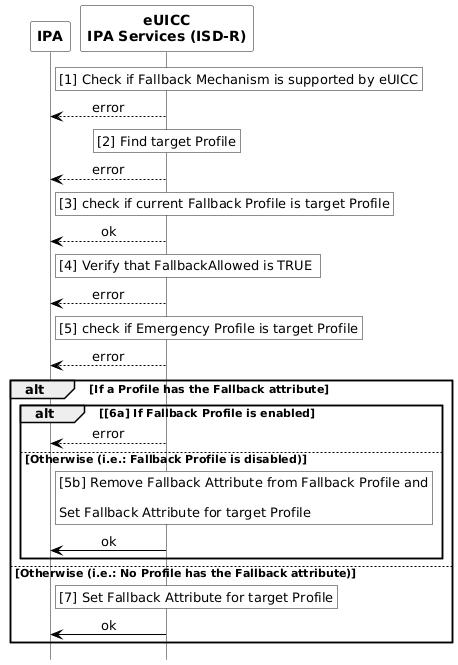 IPA
eUICC
IPA Services (ISD-R)
[1] Check if Fallback Mechanism is supported by eUICC
error
[2] Find target Profile
error
[3] check if current Fallback Profile is target Profile
ok
[4] Verify that FallbackAllowed is TRUE
error
[5] check if Emergency Profile is target Profile
error
alt [If a Profile has the Fallback attribute]
alt [[6a] If Fallback Profile is enabled]
error
[Otherwise (i.e.: Fallback Profile is disabled)]
[5b] Remove Fallback Attribute from Fallback Profile and
Set Fallback Attribute for target Profile
ok
[Otherwise (i.e.: No Profile has the Fallback attribute)]
[7] Set Fallback Attribute for target Profile
ok